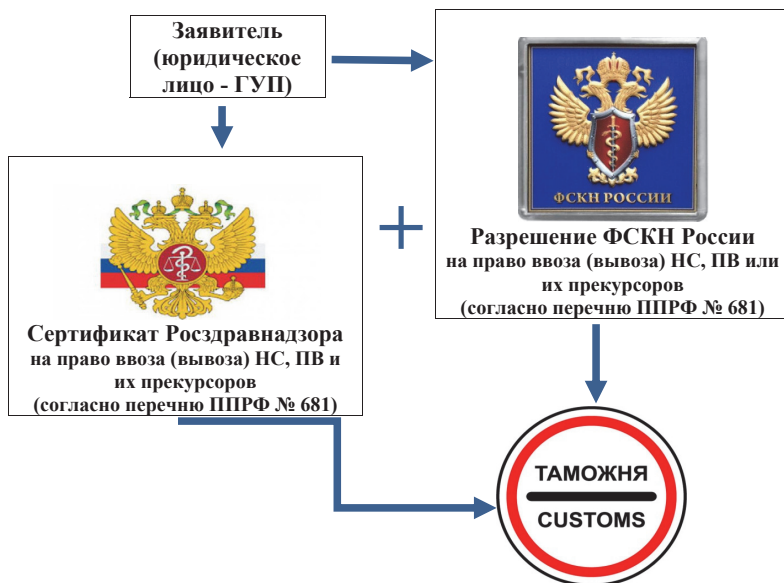 Заявитель
(юридическое
лицо - ГУП)
ФСКН РОССИИ
Разрешение ФСКН России
на право ввоза (вывоза) НС, ПВ или
их прекурсоров
(согласно перечню ППРФ № 681)
+
Сертификат Росздравнадзора
на право ввоза (вывоза) НС, ПВ и
их прекурсоров
(согласно перечню ППРФ № 681)
ТАМОЖНЯ
CUSTOMS